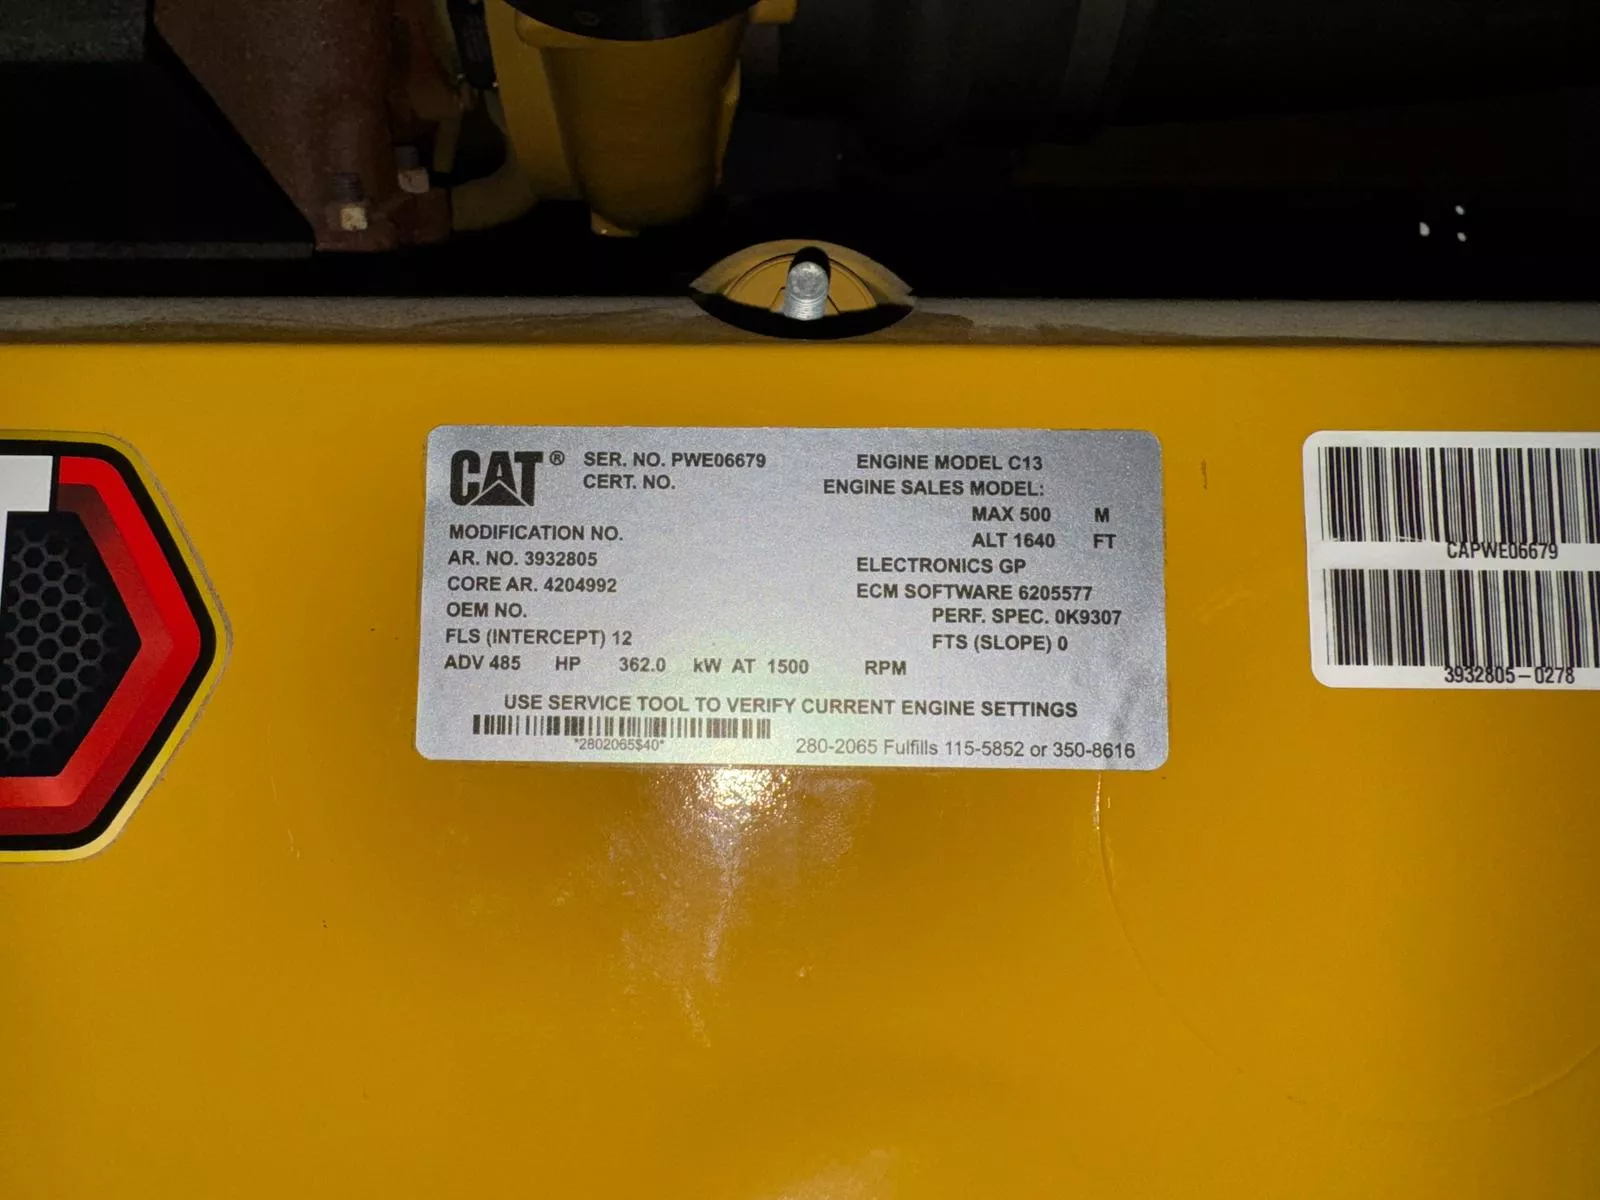 CAT® SER. NO. PWE06679 ENGINE MODEL C13
CERT. NO. ENGINE SALES MODEL:
MAX 500 M
MODIFICATION NO. ALT 1640 FT
AR. NO. 3932805 ELECTRONICS GP
CORE AR. 4204992 ECM SOFTWARE 6205577
OEM NO. PERF. SPEC. 0K9307
FLS (INTERCEPT) 12 FTS (SLOPE) 0
ADV 485 HP 362.0 kW AT 1500 RPM
USE SERVICE TOOL TO VERIFY CURRENT ENGINE SETTINGS
*2802065$40* 280-2065 Fulfills 115-5852 or 350-8616
CAPWE06679
3932805-0278